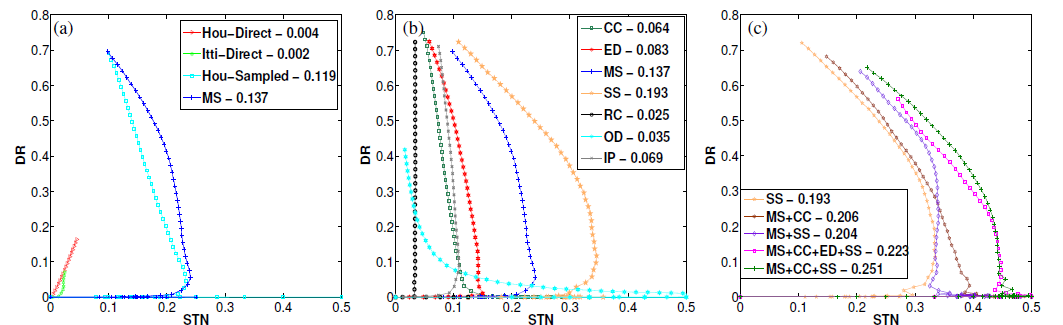 (a)
Hou-Direct - 0.004
Itti-Direct - 0.002
Hou-Sampled - 0.119
MS - 0.137
0.8
0.7
0.6
0.5
0.4
0.3
0.2
0.1
0
DR
0 0.1 0.2 0.3 0.4 0.5
STN
(b)
CC - 0.064
ED - 0.083
MS - 0.137
SS - 0.193
RC - 0.025
OD - 0.035
IP - 0.069
0.8
0.7
0.6
0.5
0.4
0.3
0.2
0.1
0
DR
0 0.1 0.2 0.3 0.4 0.5
STN
(c)
SS - 0.193
MS+CC - 0.206
MS+SS - 0.204
MS+CC+ED+SS - 0.223
MS+CC+SS - 0.251
0.8
0.7
0.6
0.5
0.4
0.3
0.2
0.1
0
DR
0 0.1 0.2 0.3 0.4 0.5
STN